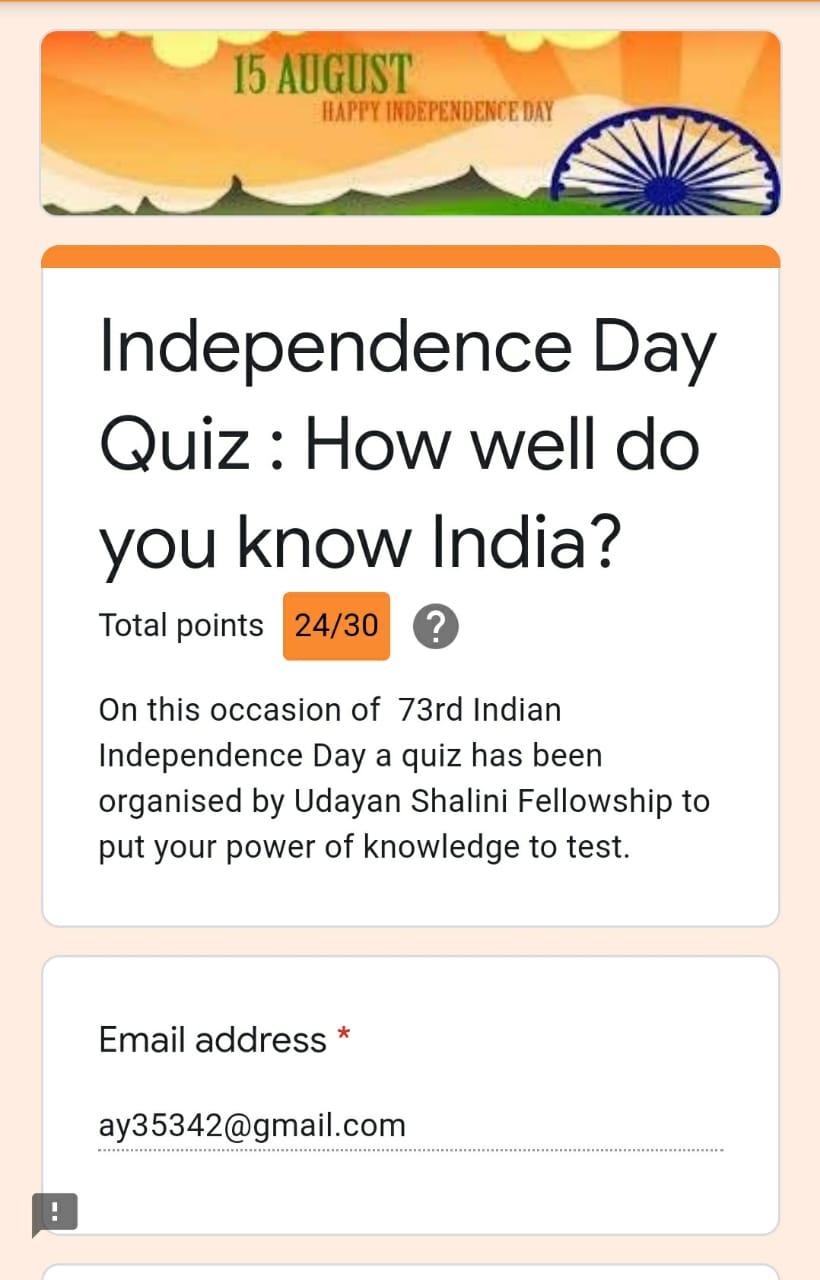 15 AUGUST
HAPPY INDEPENDENCE DAY
Independence Day
Quiz : How well do
you know India?
Total points 24/30 ?
On this occasion of  73rd Indian
Independence Day a quiz has been
organised by Udayan Shalini Fellowship to
put your power of knowledge to test.
Email address *
ay35342@gmail.com
!